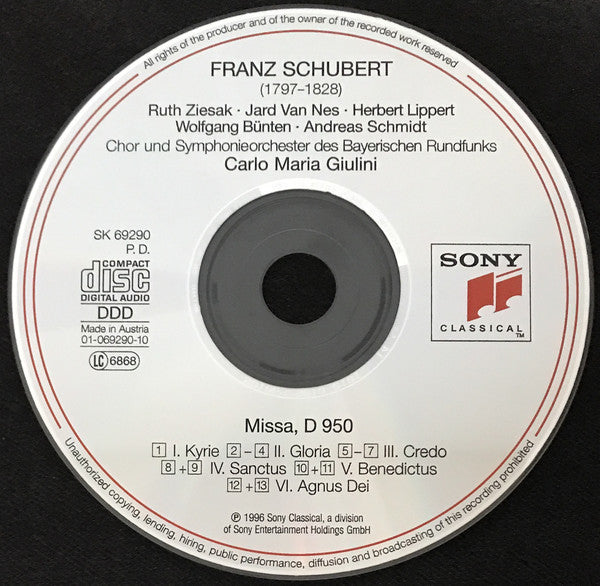 All rights of the producer and of the owner of the recorded work reserved
FRANZ SCHUBERT
(1797–1828)
Ruth Ziesak · Jard Van Nes · Herbert Lippert
Wolfgang Bünten · Andreas Schmidt
Chor und Symphonieorchester des Bayerischen Rundfunks
Carlo Maria Giulini
SK 69290
P. D.
COMPACT
disc
DIGITAL AUDIO
DDD
Made in Austria
01-069290-10
LC 6868
SONY
CLASSICAL™
Missa, D 950
1 I. Kyrie 2–4 II. Gloria 5–7 III. Credo
8+9 IV. Sanctus 10+11 V. Benedictus
12+13 VI. Agnus Dei
℗ 1996 Sony Classical, a division
of Sony Entertainment Holdings GmbH
Unauthorized copying, lending, hiring, public performance, diffusion and broadcasting of this recording prohibited